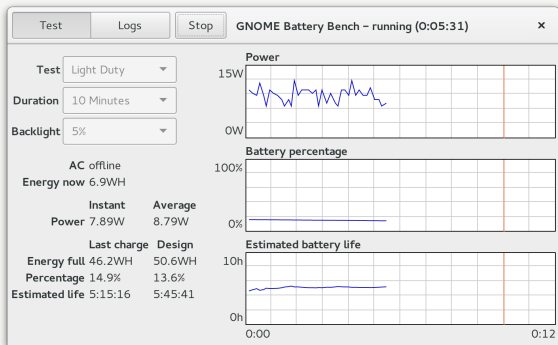 Test Logs Stop GNOME Battery Bench – running (0:05:31) ×
Power
Test Light Duty
15W
Duration 10 Minutes
0W
Backlight 5%
Battery percentage
AC offline
100%
Energy now 6.9WH
Instant Average
Power 7.89W 8.79W
0%
Last charge Design
Estimated battery life
Energy full 46.2WH 50.6WH
10h
Percentage 14.9% 13.6%
Estimated life 5:15:16 5:45:41
0h
0:00 0:12